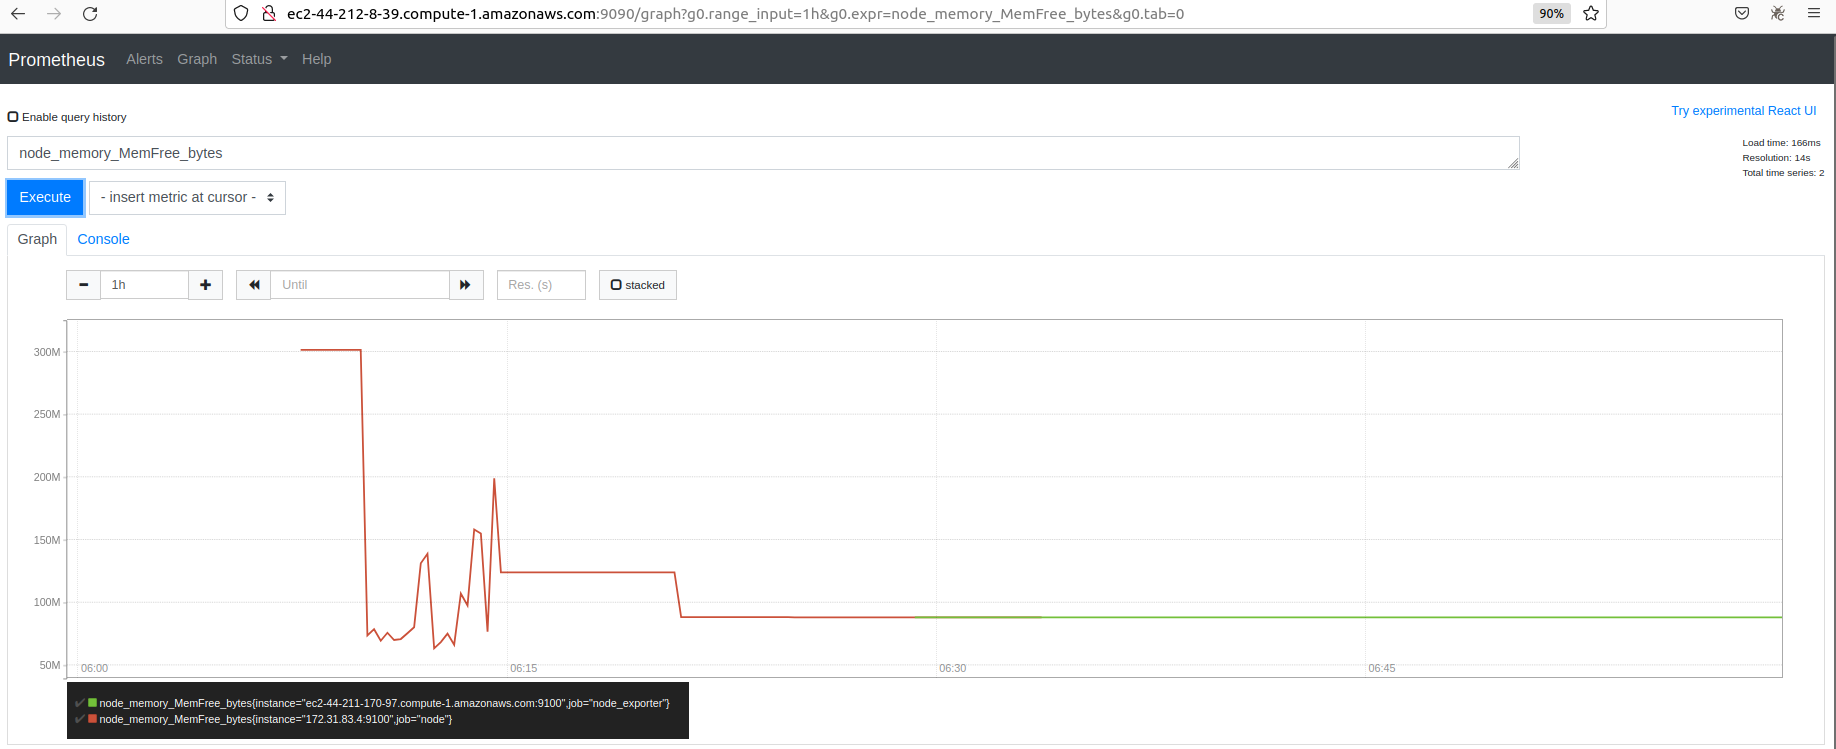 ec2-44-212-8-39.compute-1.amazonaws.com:9090/graph?g0.range_input=1h&g0.expr=node_memory_MemFree_bytes&g0.tab=0
90%
Prometheus Alerts Graph Status Help
Enable query history
Try experimental React UI
node_memory_MemFree_bytes
Load time: 166ms
Resolution: 14s
Total time series: 2
Execute - insert metric at cursor -
Graph Console
1h Until Res. (s) stacked
300M
250M
200M
150M
100M
50M
06:00 06:15 06:30 06:45
node_memory_MemFree_bytes{instance="ec2-44-211-170-97.compute-1.amazonaws.com:9100",job="node_exporter"}
node_memory_MemFree_bytes{instance="172.31.83.4:9100",job="node"}